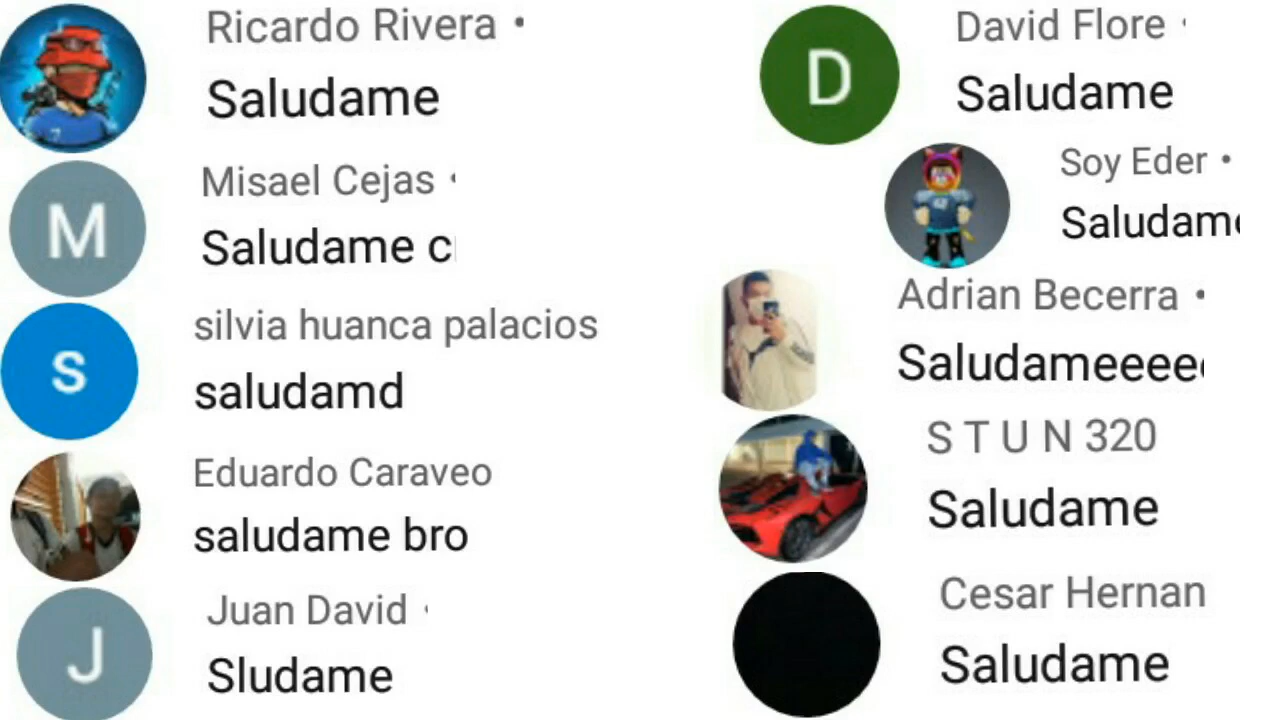 Ricardo Rivera •
Saludame
M
Misael Cejas •
Saludame
s
silvia huanca palacios
saludamd
Eduardo Caraveo
saludame bro
J
Juan David •
Sludame
D
David Flore •
Saludame
Soy Eder •
Saludame
Adrian Becerra •
Saludameeee
S T U N 320
Saludame
Cesar Hernan
Saludame